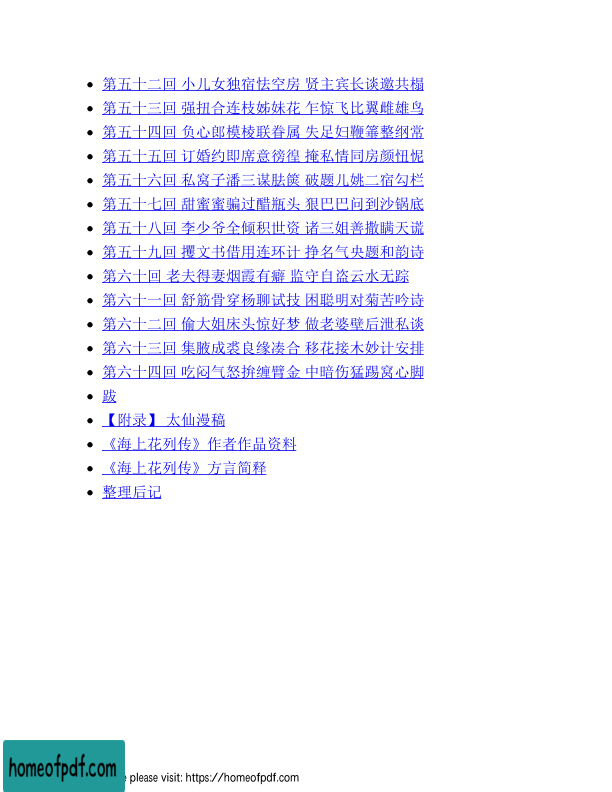 第五十二回 小儿女独宿怯空房 贤主宾长谈邀共榻
第五十三回 强扭合连枝姊妹花 乍惊飞比翼雌雄鸟
第五十四回 负心郎模棱联眷属 失足妇鞭箠整纲常
第五十五回 订婚约即席意徬徨 掩私情同房颜忸怩
第五十六回 私窝子潘三谋胠箧 破题儿姚二宿勾栏
第五十七回 甜蜜蜜骗过醋瓶头 狠巴巴问到沙锅底
第五十八回 李少爷全倾积世资 诸三姐善撒瞒天谎
第五十九回 攫文书借用连环计 挣名气央题和韵诗
第六十回 老夫得妻烟霞有癖 监守自盗云水无踪
第六十一回 舒筋骨穿杨聊试技 困聪明对菊苦吟诗
第六十二回 偷大姐床头惊好梦 做老婆壁后泄私谈
第六十三回 集腋成裘良缘凑合 移花接木妙计安排
第六十四回 吃闷气怒拚缠臂金 中暗伤猛踢窝心脚
跋
【附录】 太仙漫稿
《海上花列传》作者作品资料
《海上花列传》方言简释
整理后记
homeofpdf.com
please visit: https://homeofpdf.com